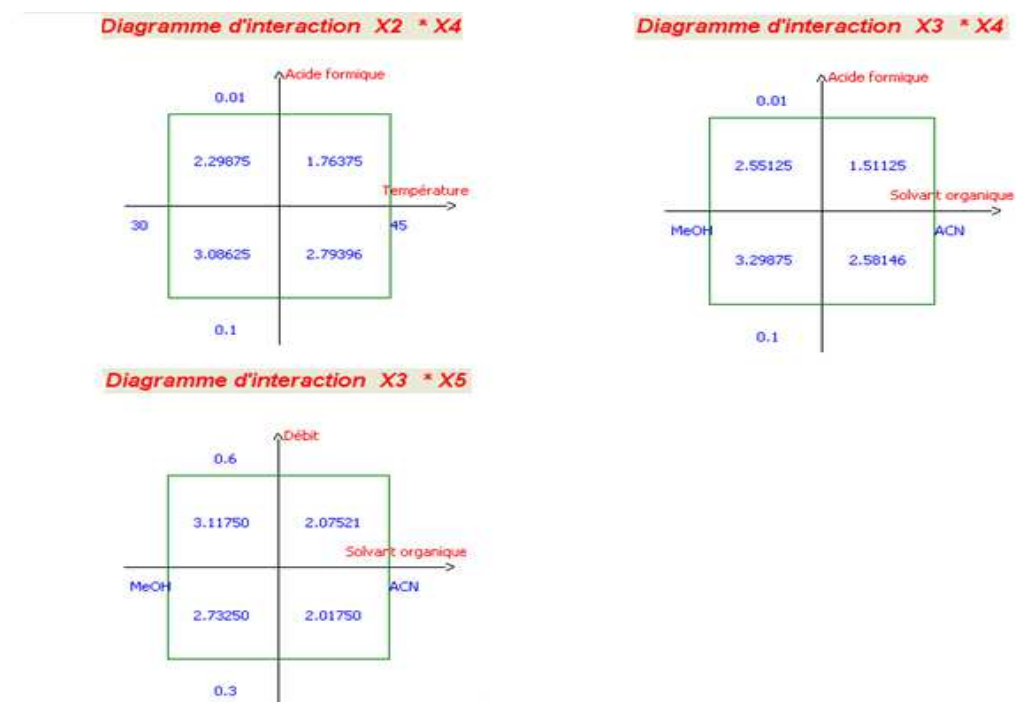 Diagramme d'interaction X2 * X4
Acide formique
0.01
2.29875 1.76375
Température
30 45
3.08625 2.79396
0.1
Diagramme d'interaction X3 * X4
Acide formique
0.01
2.55125 1.51125
Solvant organique
MeOH ACN
3.29875 2.58146
0.1
Diagramme d'interaction X3 * X5
Débit
0.6
3.11750 2.07521
Solvant organique
MeOH ACN
2.73250 2.01750
0.3